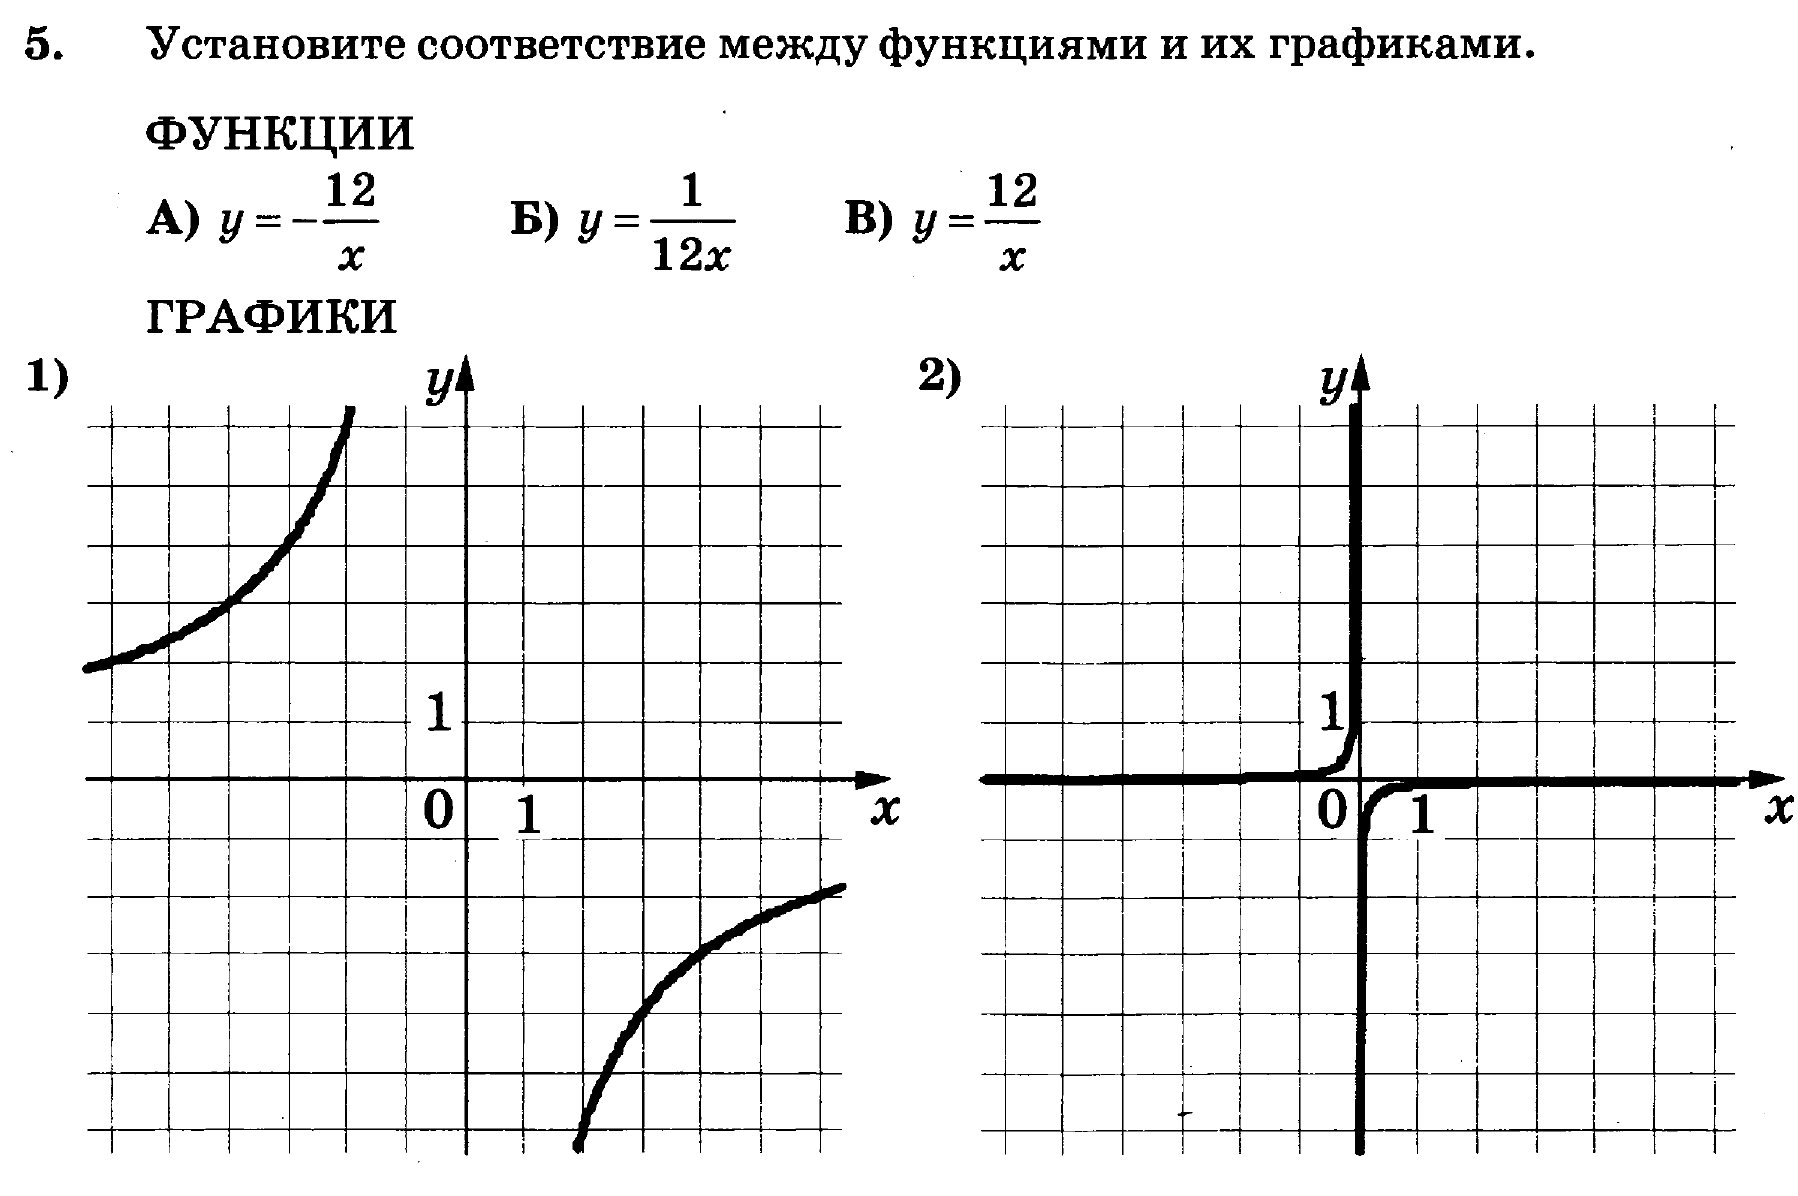 5. Установите соответствие между функциями и их графиками.
ФУНКЦИИ
А) y = -12/x Б) y = 1/12x В) y = 12/x
ГРАФИКИ
1) y 2) y
1 1
0 1 x 0 1 x